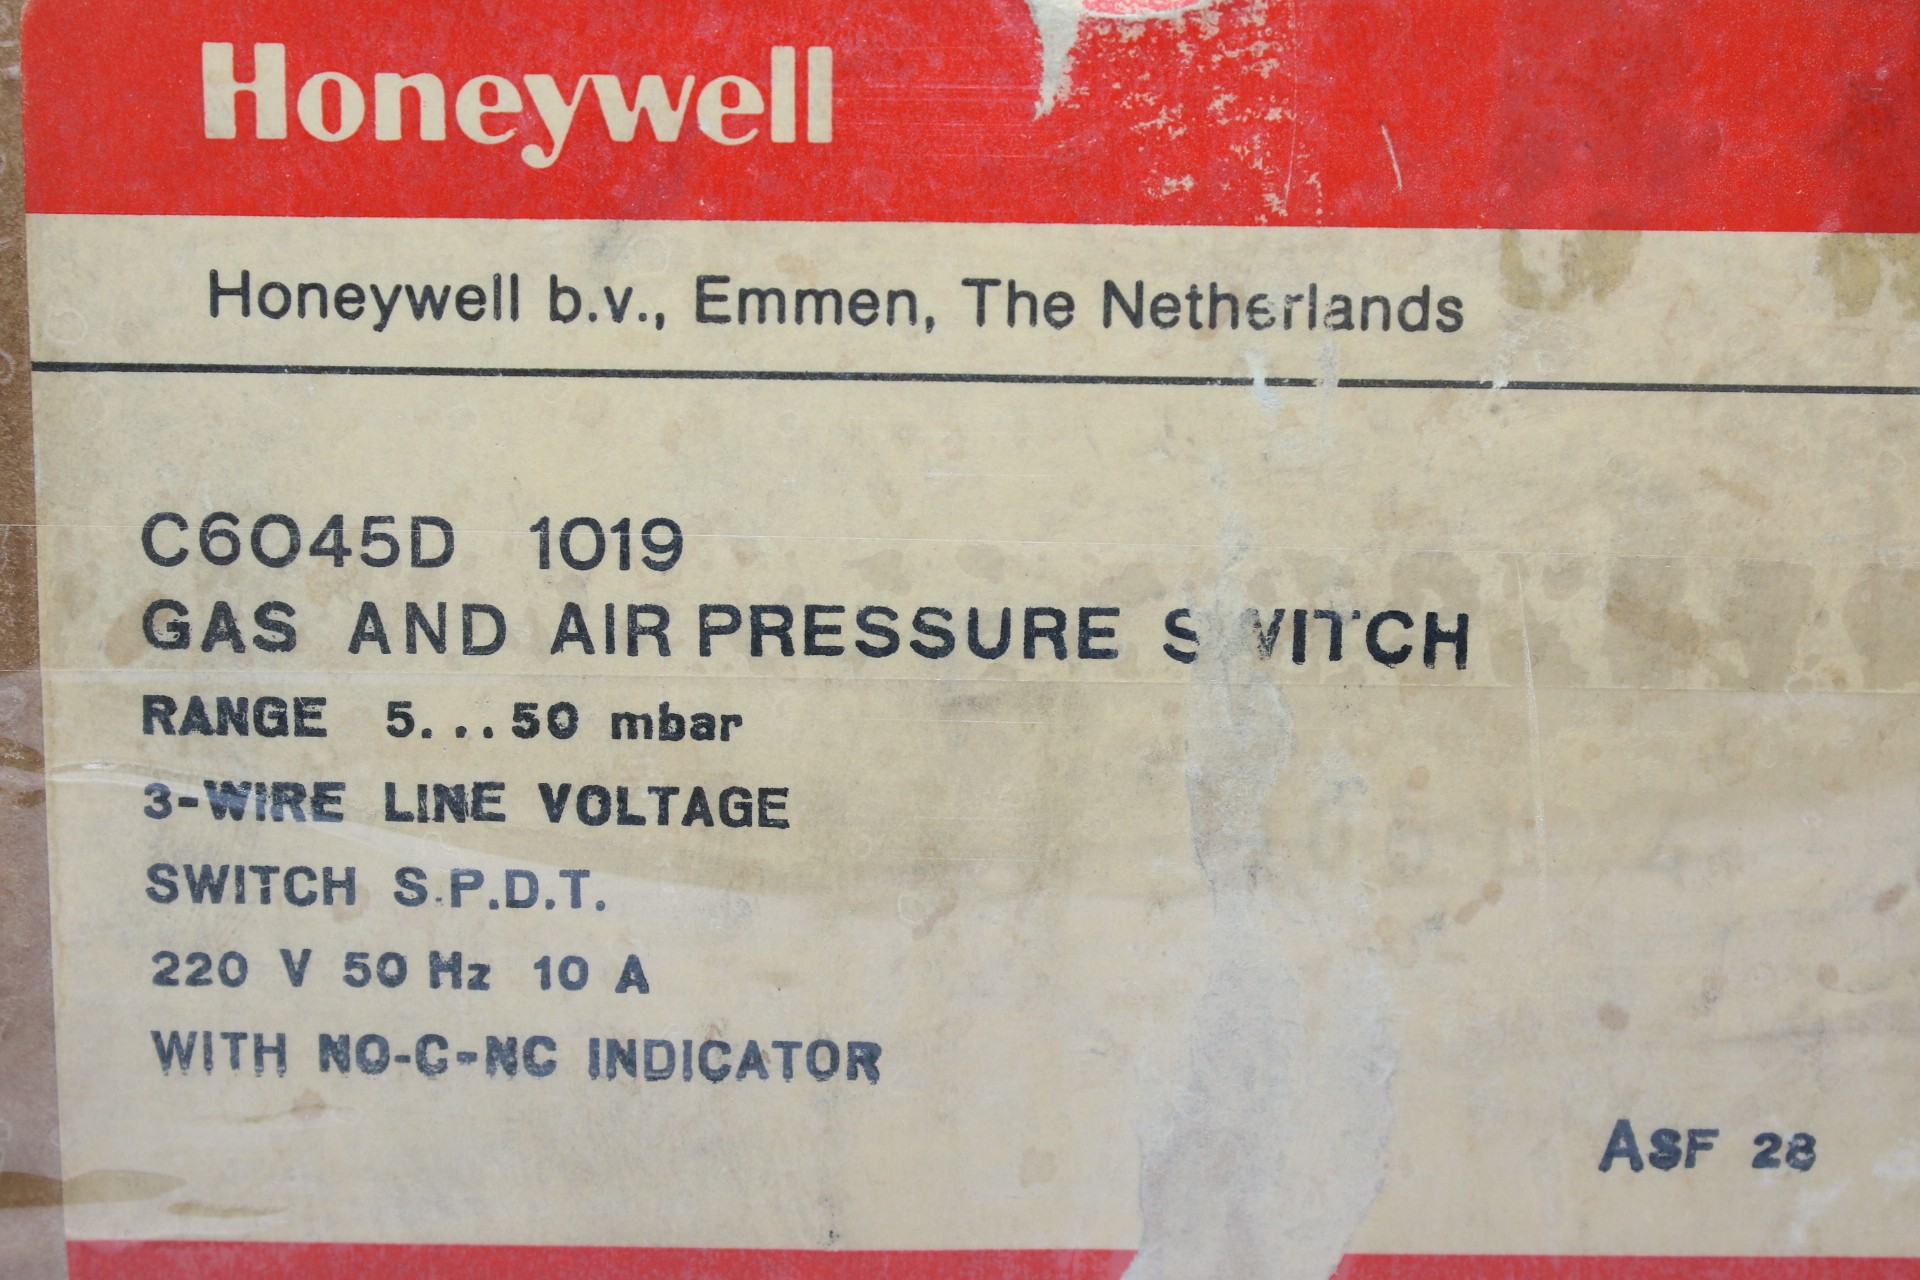 Honeywell
Honeywell b.v., Emmen, The Netherlands
C6045D 1019
GAS AND AIR PRESSURE SWITCH
RANGE 5...50 mbar
3-WIRE LINE VOLTAGE
SWITCH S.P.D.T.
220 V 50 Hz 10 A
WITH NO-C-NC INDICATOR
ASF 28